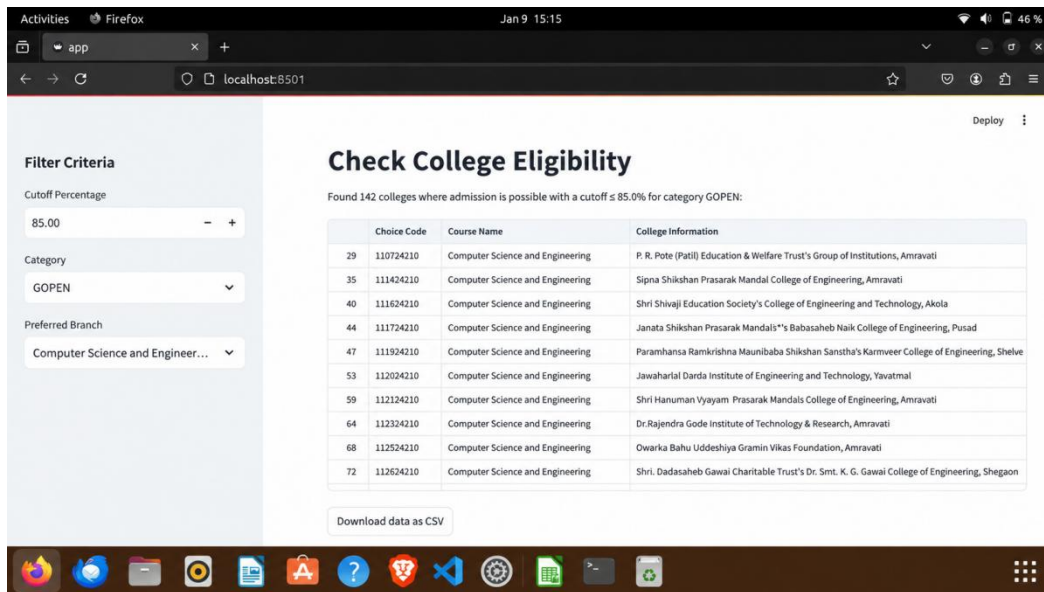 Activities Firefox Jan 9 15:15 46 %
app
localhost:8501
Deploy
Filter Criteria
Cutoff Percentage
85.00 − +
Category
GOPEN
Preferred Branch
Computer Science and Engineer...
Check College Eligibility
Found 142 colleges where admission is possible with a cutoff ≤ 85.0% for category GOPEN:
Choice Code Course Name College Information
29 110724210 Computer Science and Engineering P. R. Pote (Patil) Education & Welfare Trust's Group of Institutions, Amravati
35 111424210 Computer Science and Engineering Sipna Shikshan Prasarak Mandal College of Engineering, Amravati
40 111624210 Computer Science and Engineering Shri Shivaji Education Society's College of Engineering and Technology, Akola
44 111724210 Computer Science and Engineering Janata Shikshan Prasarak Mandals"'s Babasaheb Naik College of Engineering, Pusad
47 111924210 Computer Science and Engineering Paramhansa Ramkrishna Maunibaba Shikshan Sanstha's Karmveer College of Engineering, Shelve
53 112024210 Computer Science and Engineering Jawaharlal Darda Institute of Engineering and Technology, Yavatmal
59 112124210 Computer Science and Engineering Shri Hanuman Vyayam Prasarak Mandals College of Engineering, Amravati
64 112324210 Computer Science and Engineering Dr.Rajendra Gode Institute of Technology & Research, Amravati
68 112524210 Computer Science and Engineering Owarka Bahu Uddeshiya Gramin Vikas Foundation, Amravati
72 112624210 Computer Science and Engineering Shri. Dadasaheb Gawai Charitable Trust's Dr. Smt. K. G. Gawai College of Engineering, Shegaon
Download data as CSV